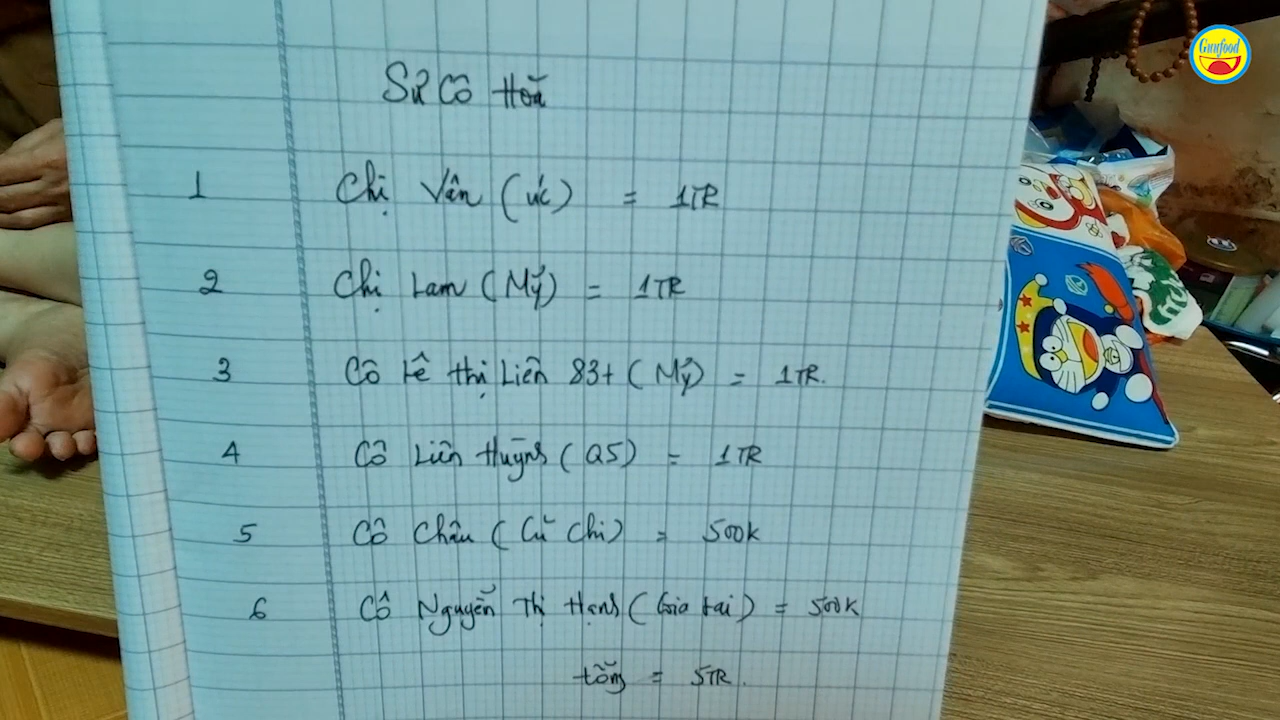 Gunfood
Sư Cô Hoà
1 Chị Vân (Úc) = 1TR
2 Chị Lam (Mỹ) = 1TR
3 Cô Lê Thị Liên 83t (Mỹ) = 1TR.
4 Cô Liên Huỳnh (Q5) = 1TR
5 Cô Châu (Củ Chi) = 500k
6 Cô Nguyễn Thị Hạnh (Gia Lai) = 500K
tổng = 5TR.